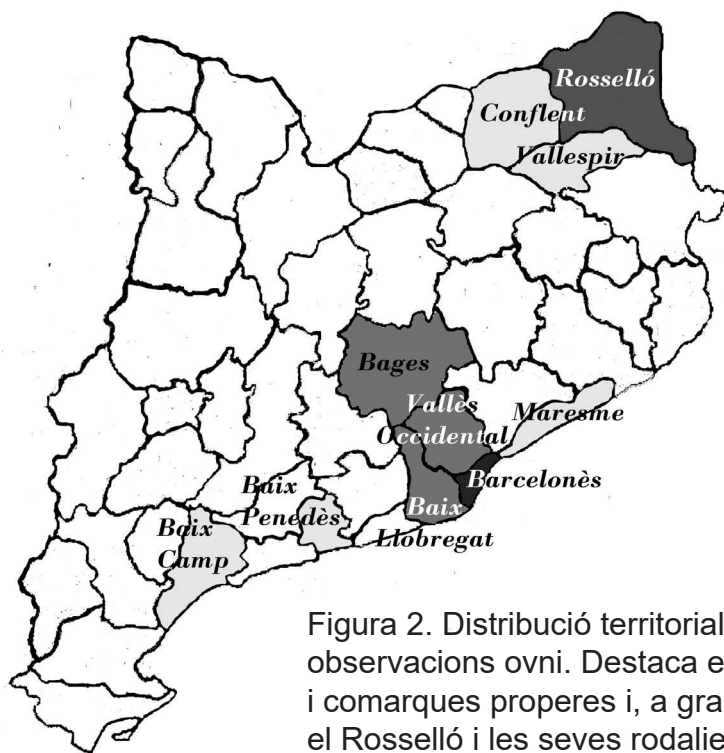 Rosselló
Conflent
Vallespir
Bages
Vallès
Occidental
Maresme
Barcelonès
Baix
Penedès
Baix
Llobregat
Baix
Camp
Figura 2. Distribució territorial
observacions ovni. Destaca e
i comarques properes i, a gra
el Rosselló i les seves rodalie